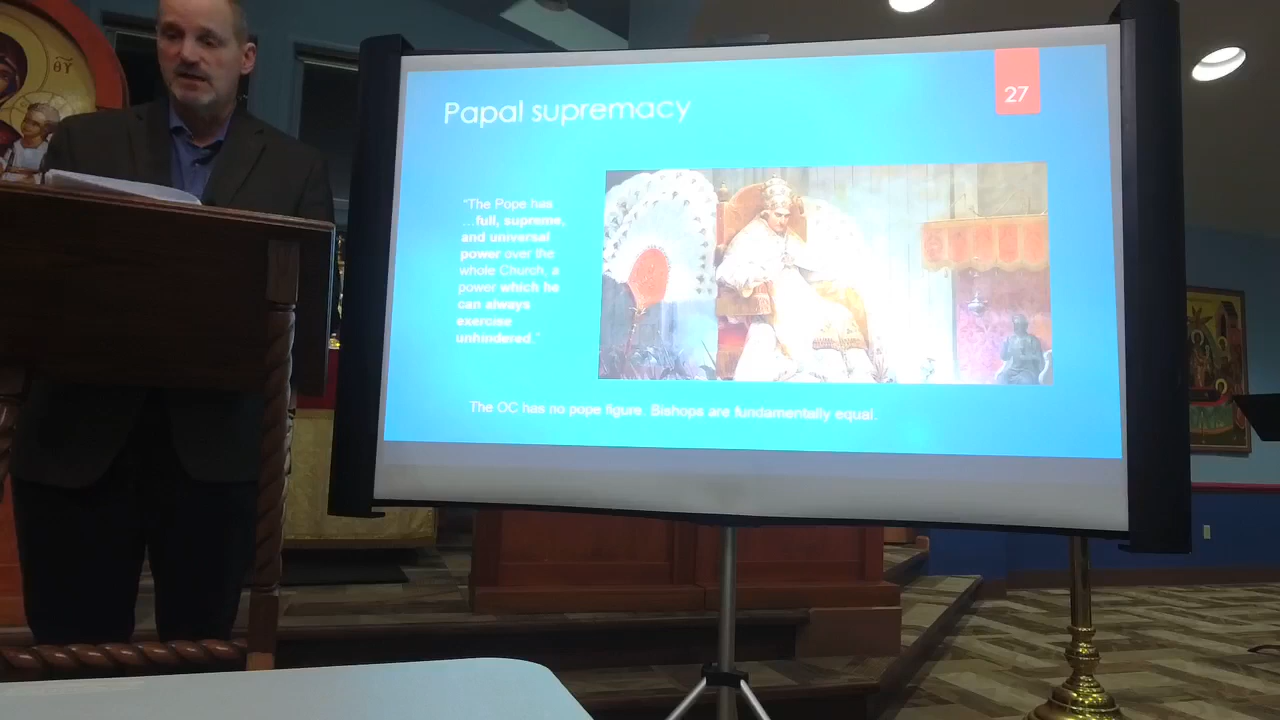 Papal supremacy
27
“The Pope has
…full, supreme,
and universal
power over the
whole Church, a
power which he
can always
exercise
unhindered.”
The OC has no pope figure. Bishops are fundamentally equal.
θΥ